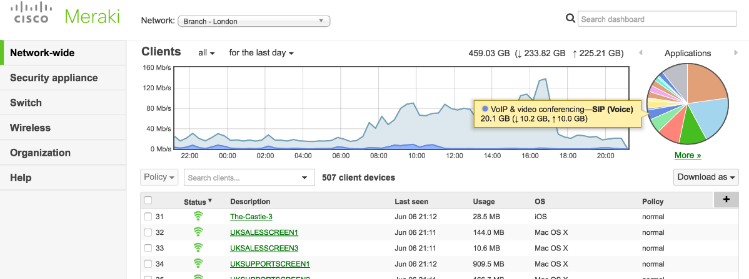 CISCO Meraki
Network: Branch - London
Search dashboard
Network-wide
Security appliance
Switch
Wireless
Organization
Help
Clients all for the last day 459.03 GB (↓ 233.82 GB ↑ 225.21 GB)
Applications
160 Mb/s
120 Mb/s
80 Mb/s
40 Mb/s
0 Mb/s
22:00 00:00 02:00 04:00 06:00 08:00 10:00 12:00 14:00 16:00 18:00 20:00
VoIP & video conferencing—SIP (Voice)
20.1 GB (↓ 10.2 GB, ↑ 10.0 GB)
More »
Policy Search clients... 507 client devices Download as
Status Description Last seen Usage OS Policy +
31 The-Castle-3 Jun 06 21:12 28.5 MB iOS normal
32 UKSALESSCREEN1 Jun 06 21:11 144.0 MB Mac OS X normal
33 UKSALESSCREEN3 Jun 06 21:11 10.6 MB Mac OS X normal
34 UKSUPPORTSCREEN1 Jun 06 21:12 909.5 MB Mac OS X normal